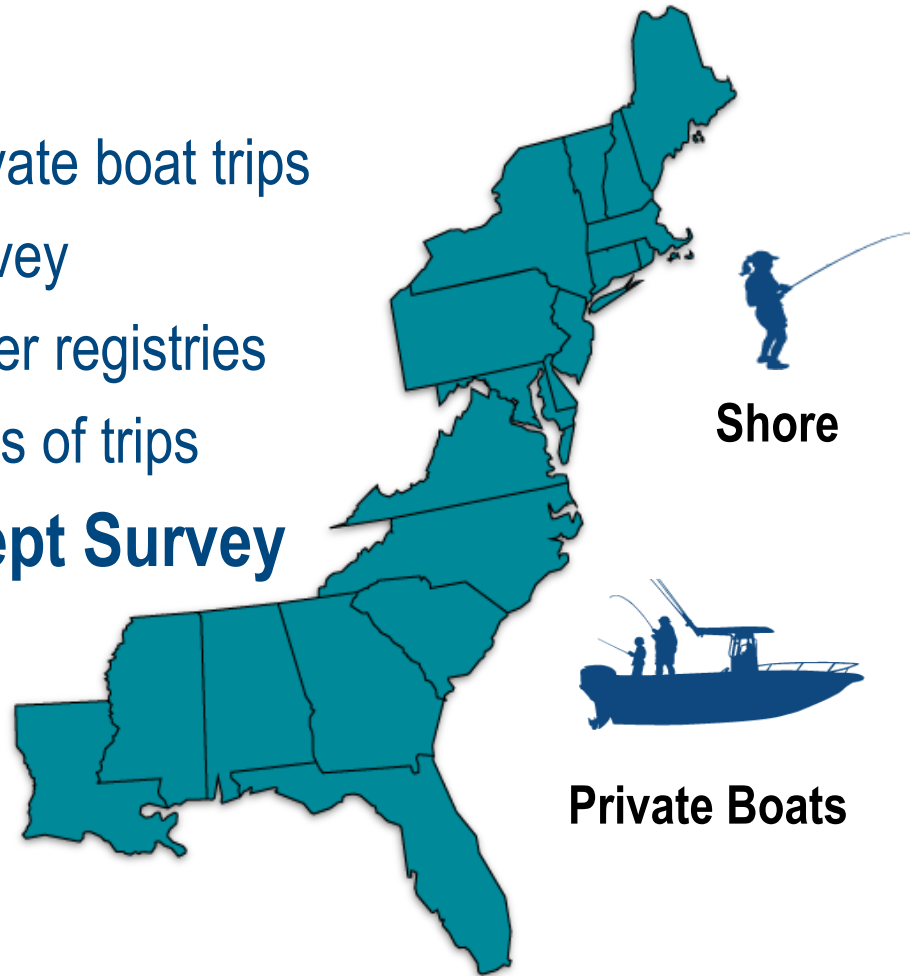 vate boat trips
vey
er registries
s of trips
ept Survey
Shore
Private Boats